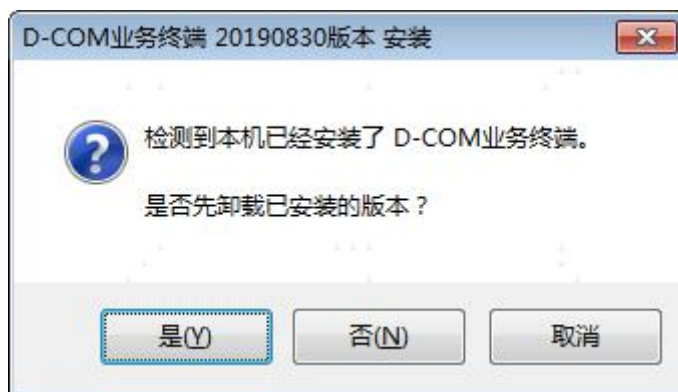 D-COM业务终端 20190830版本 安装
检测到本机已经安装了 D-COM业务终端。
是否先卸载已安装的版本？
是(Y)
否(N)
取消